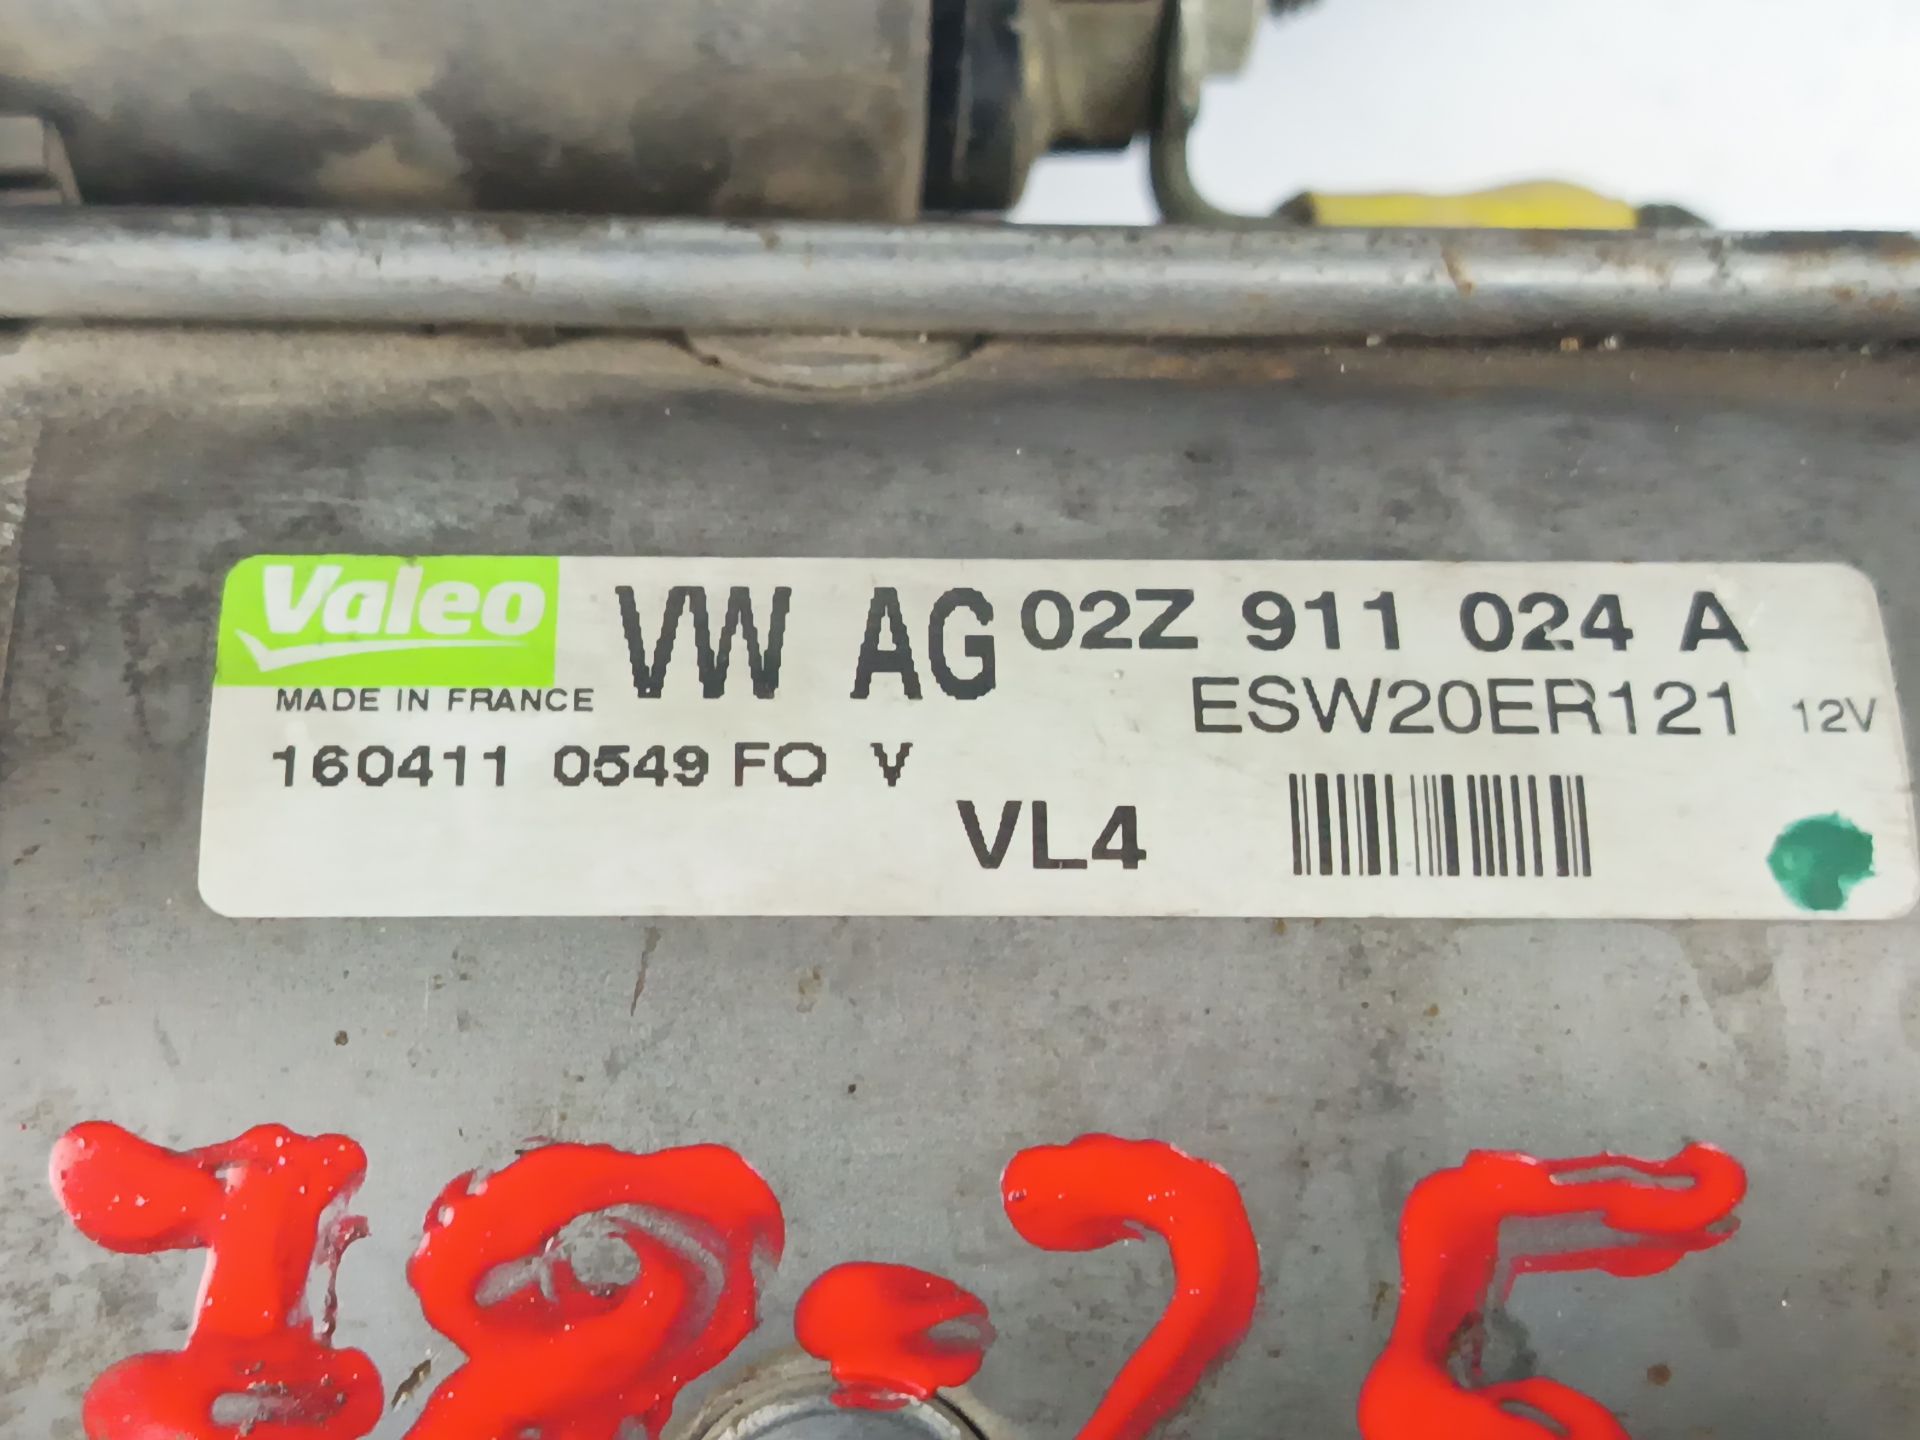 Valeo VW AG 02Z 911 024 A
MADE IN FRANCE ESW20ER121 12V
160411 0549 FO V
VL4